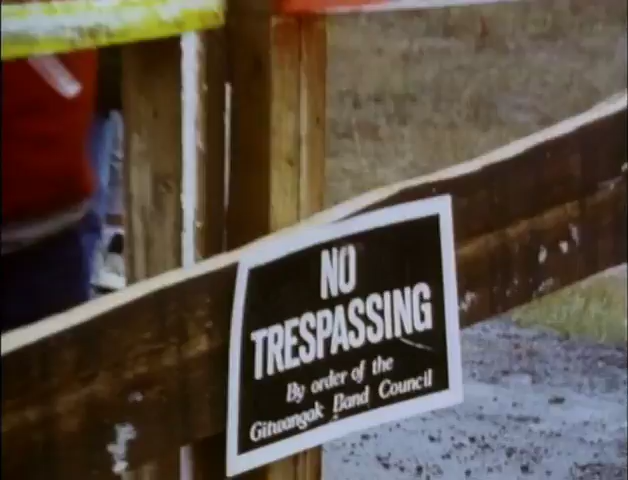 NO
TRESPASSING
By order of the
Gitwangak Band Council